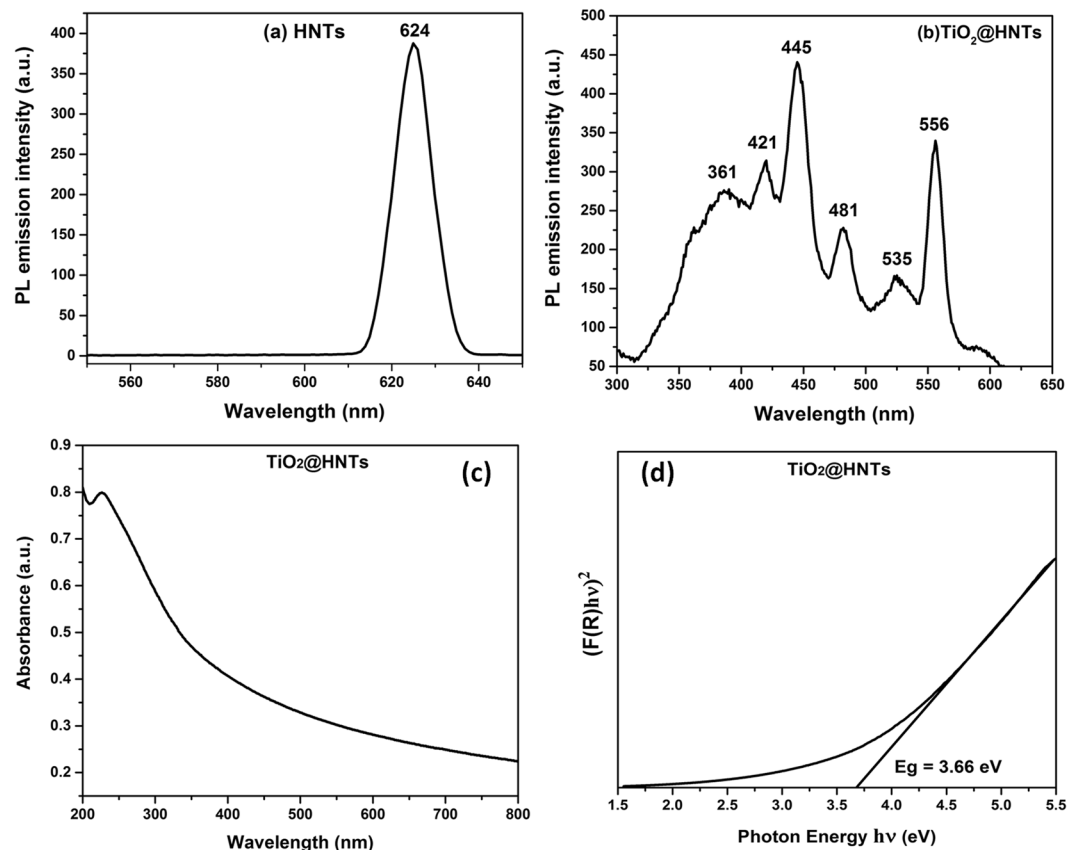 (a) HNTs
624
400
350
300
250
200
150
100
50
0
PL emission intensity (a.u.)
560 580 600 620 640
Wavelength (nm)
(b)TiO₂@HNTs
445
556
421
361
481
535
500
450
400
350
300
250
200
150
100
50
PL emission intensity (a.u.)
300 350 400 450 500 550 600 650
Wavelength (nm)
TiO₂@HNTs
(c)
0.9
0.8
0.7
0.6
0.5
0.4
0.3
0.2
Absorbance (a.u.)
200 300 400 500 600 700 800
Wavelength (nm)
(d)
TiO₂@HNTs
(F(R)hν)²
Eg = 3.66 eV
1.5 2.0 2.5 3.0 3.5 4.0 4.5 5.0 5.5
Photon Energy hν (eV)